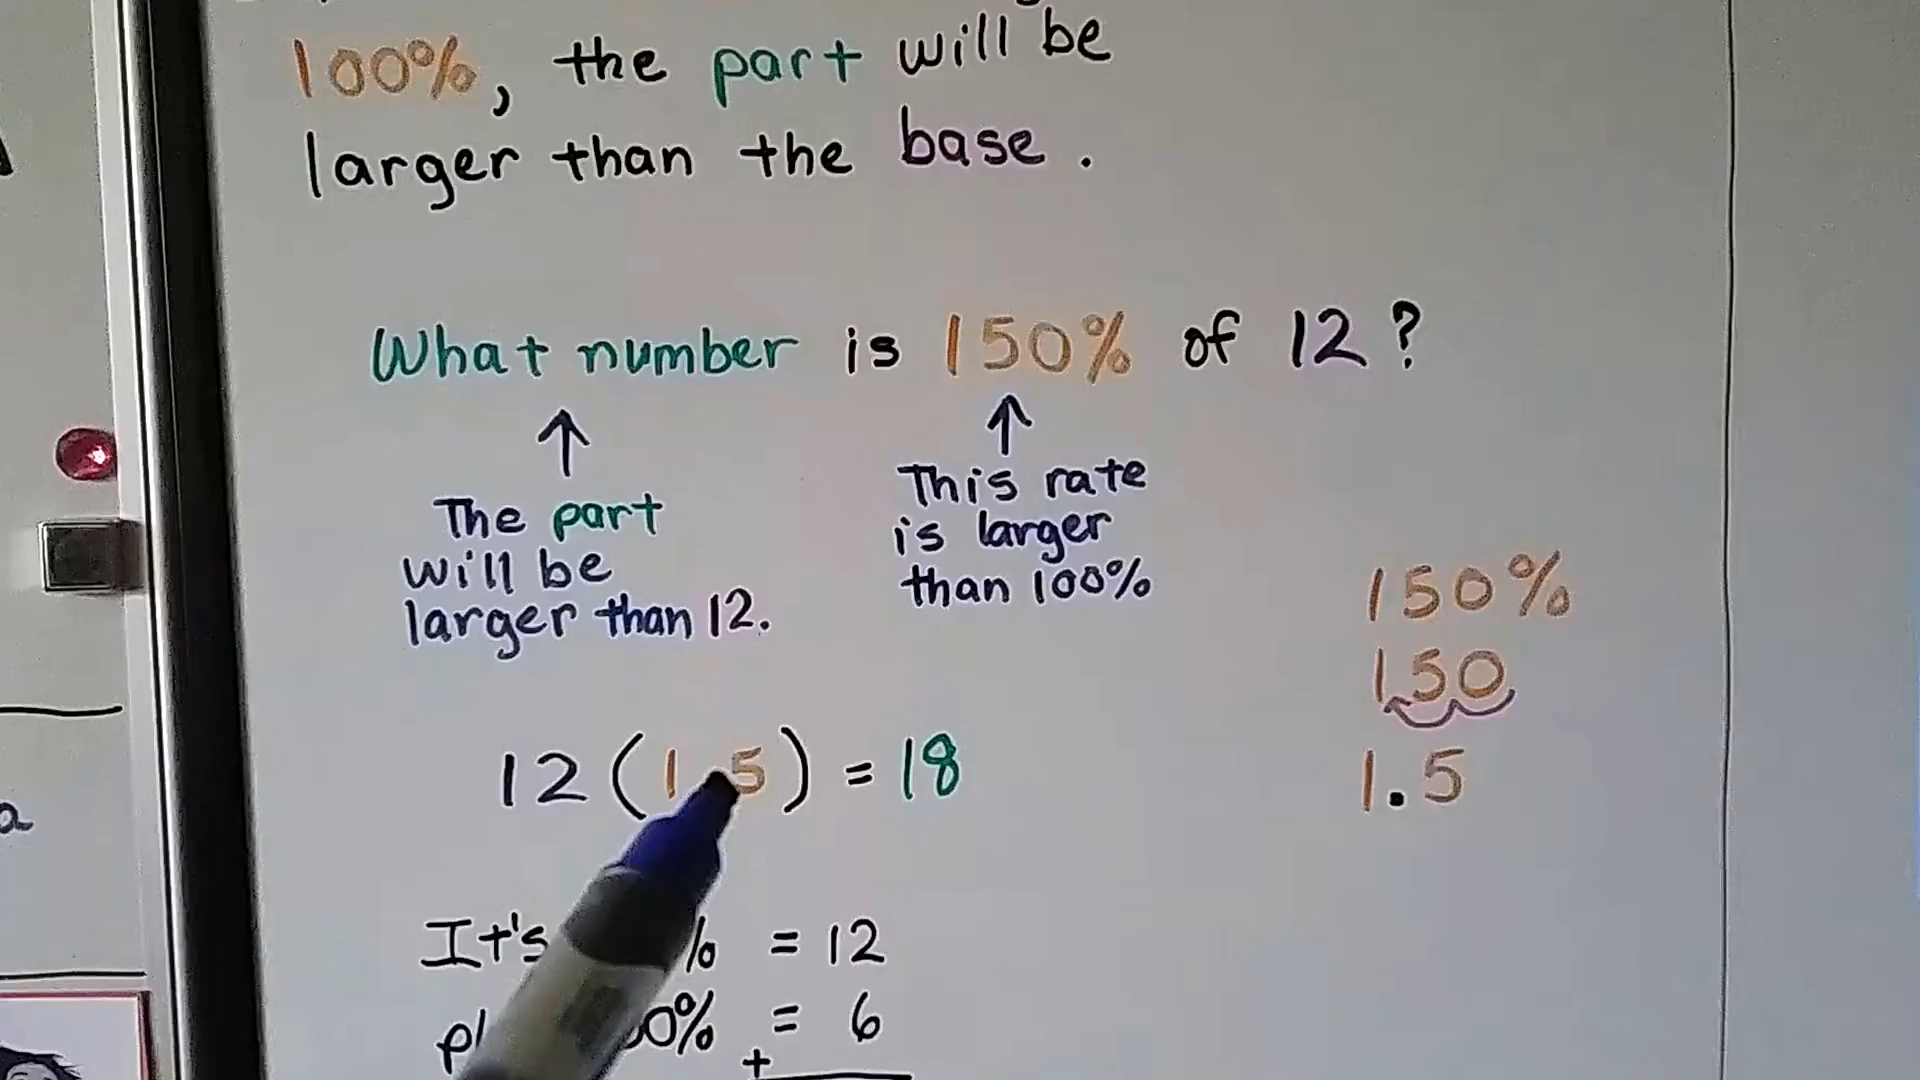 100%, the part will be
larger than the base.
What number is 150% of 12?
The part
will be
larger than 12.
This rate
is larger
than 100%
150%
150
1.5
12(1.5) = 18
It's % = 12
0% = 6
+
a